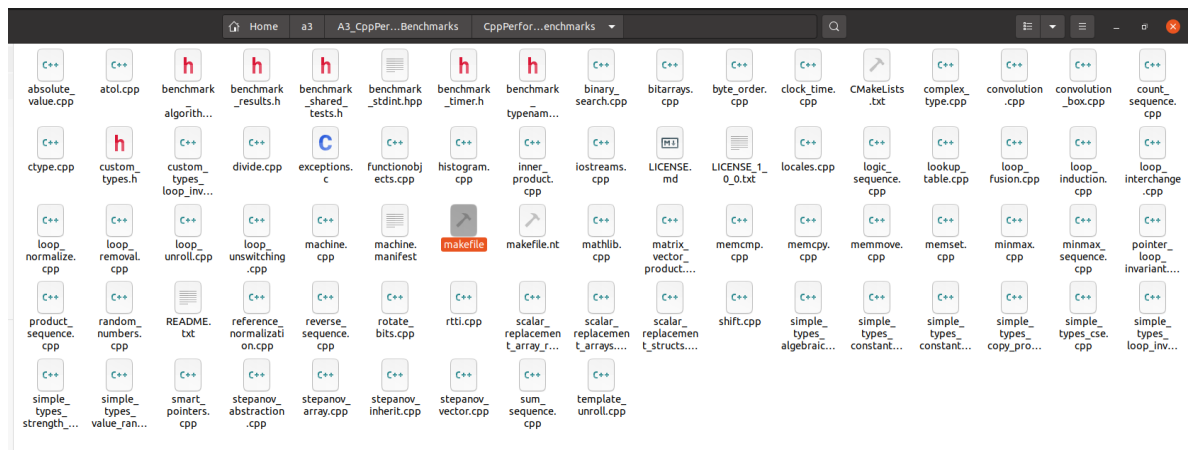 Home
a3
A3_CppPer...Benchmarks
CppPerfor...enchmarks
C++
absolute_
value.cpp
C++
atol.cpp
h
benchmark
_
algorith...
h
benchmark
_results.h
h
benchmark
_shared_
tests.h
benchmark
_stdint.hpp
h
benchmark
_timer.h
h
benchmark
_
typenam...
C++
binary_
search.cpp
C++
bitarrays.
cpp
C++
byte_order.
cpp
C++
clock_time.
cpp
CMakeLists
.txt
C++
complex_
type.cpp
C++
convolution
.cpp
C++
convolution
_box.cpp
C++
count_
sequence.
cpp
C++
ctype.cpp
h
custom_
types.h
C++
custom_
types_
loop_inv...
C++
divide.cpp
C
exceptions.
c
C++
functionobj
ects.cpp
C++
histogram.
cpp
C++
inner_
product.
cpp
C++
iostreams.
cpp
M↓
LICENSE.
md
LICENSE_1_
0_0.txt
C++
locales.cpp
C++
logic_
sequence.
cpp
C++
lookup_
table.cpp
C++
loop_
fusion.cpp
C++
loop_
induction.
cpp
C++
loop_
interchange
.cpp
C++
loop_
normalize.
cpp
C++
loop_
removal.
cpp
C++
loop_
unroll.cpp
C++
loop_
unswitching
.cpp
C++
machine.
cpp
machine.
manifest
makefile
makefile.nt
C++
mathlib.
cpp
C++
matrix_
vector_
product....
C++
memcmp.
cpp
C++
memcpy.
cpp
C++
memmove.
cpp
C++
memset.
cpp
C++
minmax.
cpp
C++
minmax_
sequence.
cpp
C++
pointer_
loop_
invariant....
C++
product_
sequence.
cpp
C++
random_
numbers.
cpp
README.
txt
C++
reference_
normalizati
on.cpp
C++
reverse_
sequence.
cpp
C++
rotate_
bits.cpp
C++
rtti.cpp
C++
scalar_
replacemen
t_array_r...
C++
scalar_
replacemen
t_arrays....
C++
scalar_
replacemen
t_structs....
C++
shift.cpp
C++
simple_
types_
algebraic...
C++
simple_
types_
constant...
C++
simple_
types_
constant...
C++
simple_
types_
copy_pro...
C++
simple_
types_cse.
cpp
C++
simple_
types_
loop_inv...
C++
simple_
types_
strength_...
C++
simple_
types_
value_ran...
C++
smart_
pointers.
cpp
C++
stepanov_
abstraction
.cpp
C++
stepanov_
array.cpp
C++
stepanov_
inherit.cpp
C++
stepanov_
vector.cpp
C++
sum_
sequence.
cpp
C++
template_
unroll.cpp